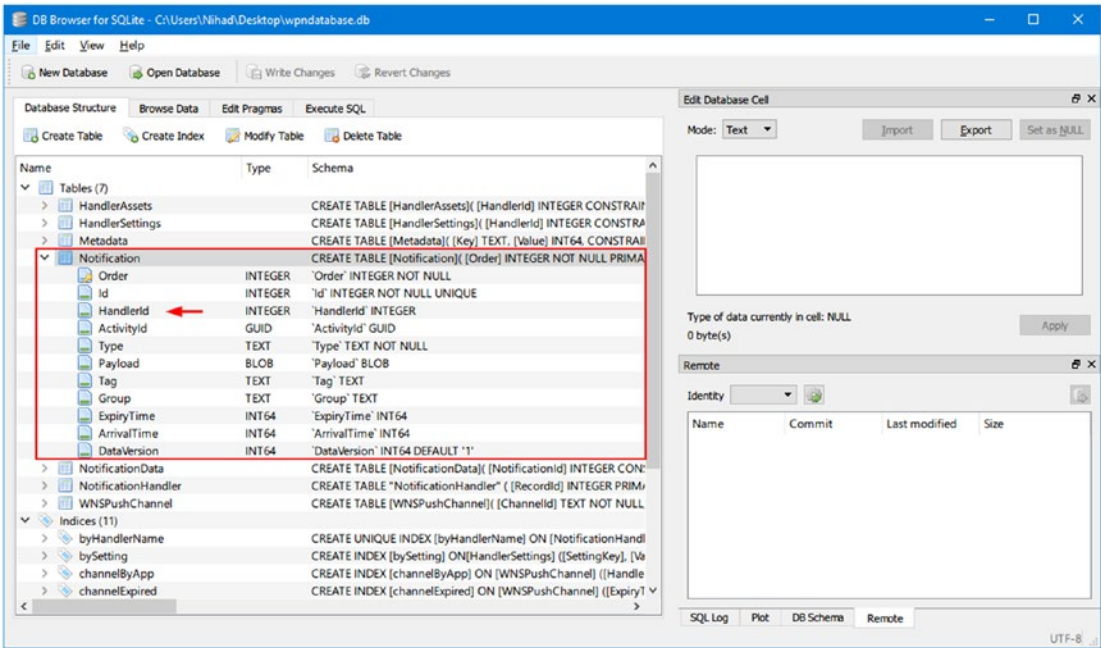 DB Browser for SQLite - C:\Users\Nihad\Desktop\wpndatabase.db
File Edit View Help
New Database Open Database Write Changes Revert Changes
Database Structure Browse Data Edit Pragmas Execute SQL
Create Table Create Index Modify Table Delete Table
Name Type Schema
Tables (7)
HandlerAssets CREATE TABLE [HandlerAssets]( [HandlerId] INTEGER CONSTRAIN
HandlerSettings CREATE TABLE [HandlerSettings]( [HandlerId] INTEGER CONSTRA
Metadata CREATE TABLE [Metadata]( [Key] TEXT, [Value] INT64, CONSTRAI
Notification CREATE TABLE [Notification]( [Order] INTEGER NOT NULL PRIMA
Order INTEGER `Order` INTEGER NOT NULL
Id INTEGER `Id` INTEGER NOT NULL UNIQUE
HandlerId INTEGER `HandlerId` INTEGER
ActivityId GUID `ActivityId` GUID
Type TEXT `Type` TEXT NOT NULL
Payload BLOB `Payload` BLOB
Tag TEXT `Tag` TEXT
Group TEXT `Group` TEXT
ExpiryTime INT64 `ExpiryTime` INT64
ArrivalTime INT64 `ArrivalTime` INT64
DataVersion INT64 `DataVersion` INT64 DEFAULT '1'
NotificationData CREATE TABLE [NotificationData]( [NotificationId] INTEGER CON
NotificationHandler CREATE TABLE "NotificationHandler" ( [RecordId] INTEGER PRIM
WNSPushChannel CREATE TABLE [WNSPushChannel]( [ChannelId] TEXT NOT NULL
Indices (11)
byHandlerName CREATE UNIQUE INDEX [byHandlerName] ON [NotificationHandl
bySetting CREATE INDEX [bySetting] ON[HandlerSettings] ([SettingKey], [Va
channelByApp CREATE INDEX [channelByApp] ON [WNSPushChannel] ([Handle
channelExpired CREATE INDEX [channelExpired] ON [WNSPushChannel] ([ExpiryT
Edit Database Cell
Mode: Text Import Export Set as NULL
Type of data currently in cell: NULL
0 byte(s)
Apply
Remote
Identity
Name Commit Last modified Size
SQL Log Plot DB Schema Remote
UTF-8